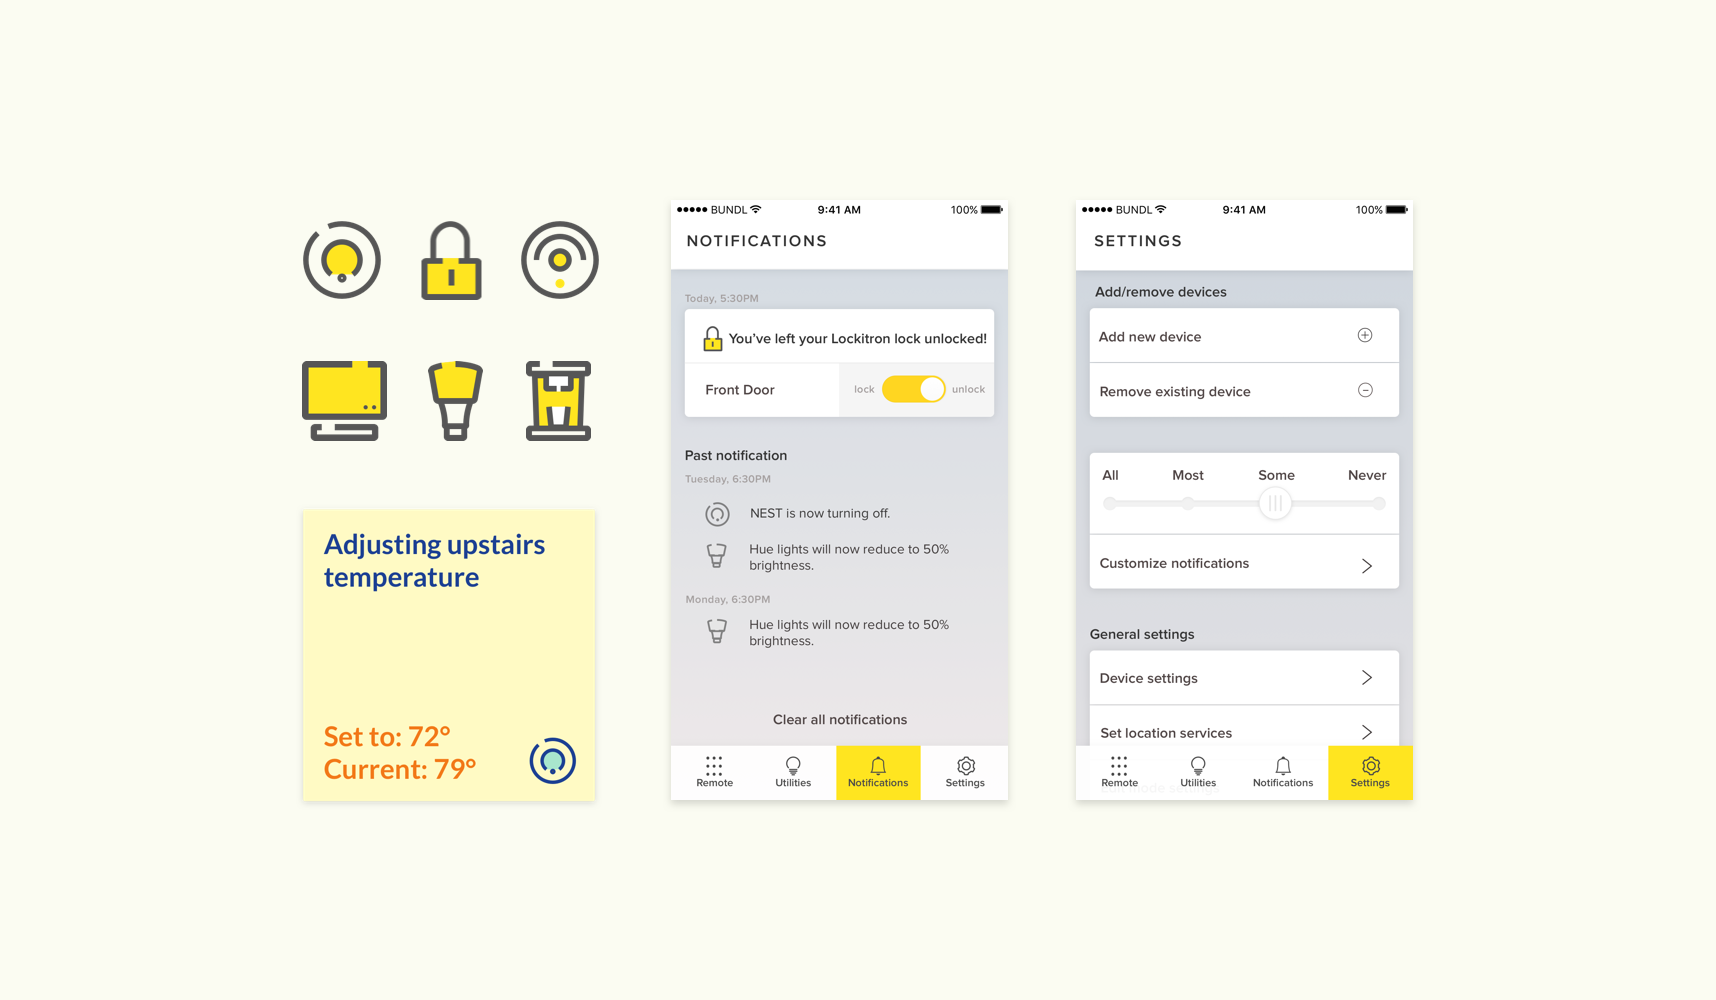 Adjusting upstairs
temperature
Set to: 72°
Current: 79°
BUNDL
9:41 AM
100%
NOTIFICATIONS
Today, 5:30PM
You've left your Lockitron lock unlocked!
Front Door
lock
unlock
Past notification
Tuesday, 6:30PM
NEST is now turning off.
Hue lights will now reduce to 50%
brightness.
Monday, 6:30PM
Hue lights will now reduce to 50%
brightness.
Clear all notifications
Remote
Utilities
Notifications
Settings
BUNDL
9:41 AM
100%
SETTINGS
Add/remove devices
Add new device
Remove existing device
All
Most
Some
Never
Customize notifications
General settings
Device settings
Set location services
Remote
Utilities
Notifications
Settings